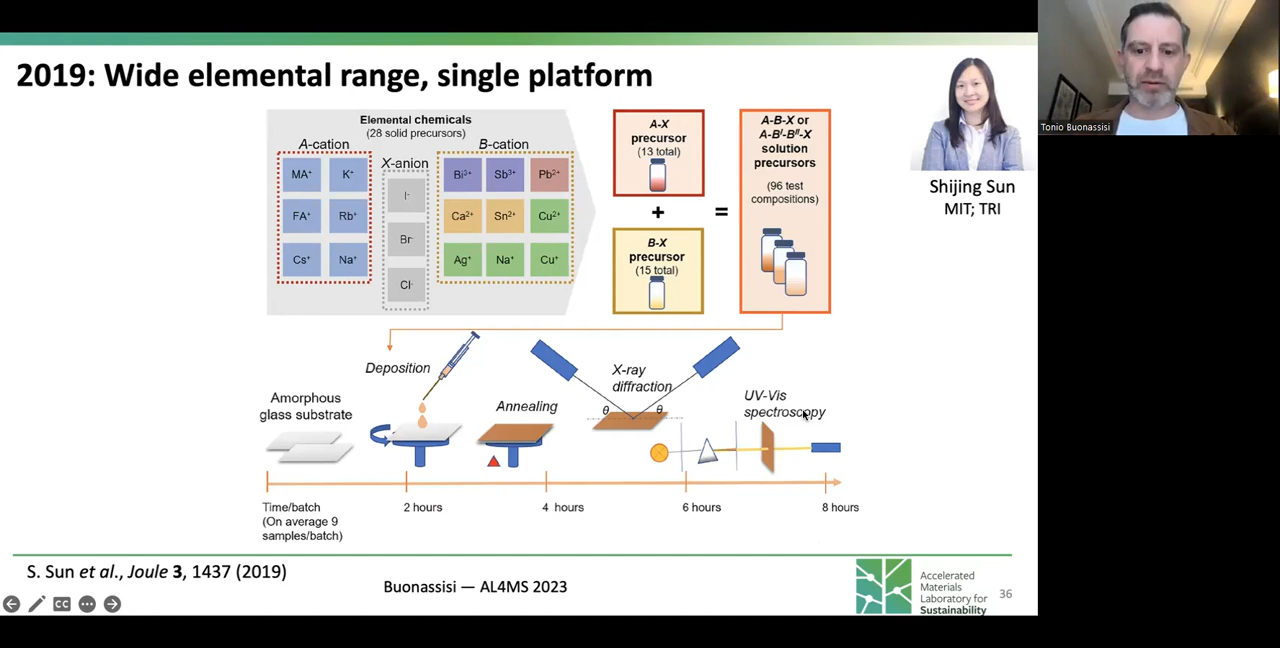 2019: Wide elemental range, single platform
Elemental chemicals
(28 solid precursors)
A-cation
X-anion
B-cation
MA⁺
K⁺
FA⁺
Rb⁺
Cs⁺
Na⁺
I⁻
Br⁻
Cl⁻
Bi³⁺
Sb³⁺
Pb²⁺
Ca²⁺
Sn²⁺
Cu²⁺
Ag⁺
Na⁺
Cu⁺
A-X
precursor
(13 total)
+
B-X
precursor
(15 total)
=
A-B-X or
A-Bᴵ-Bᴵᴵ-X
solution
precursors
(96 test
compositions)
Shijing Sun
MIT; TRI
Tonio Buonassisi
Amorphous
glass substrate
Deposition
Annealing
X-ray
diffraction
θ
θ
UV-Vis
spectroscopy
Time/batch
(On average 9
samples/batch)
2 hours
4 hours
6 hours
8 hours
S. Sun et al., Joule 3, 1437 (2019)
Buonassisi — AL4MS 2023
Accelerated
Materials
Laboratory for
Sustainability
36
CC